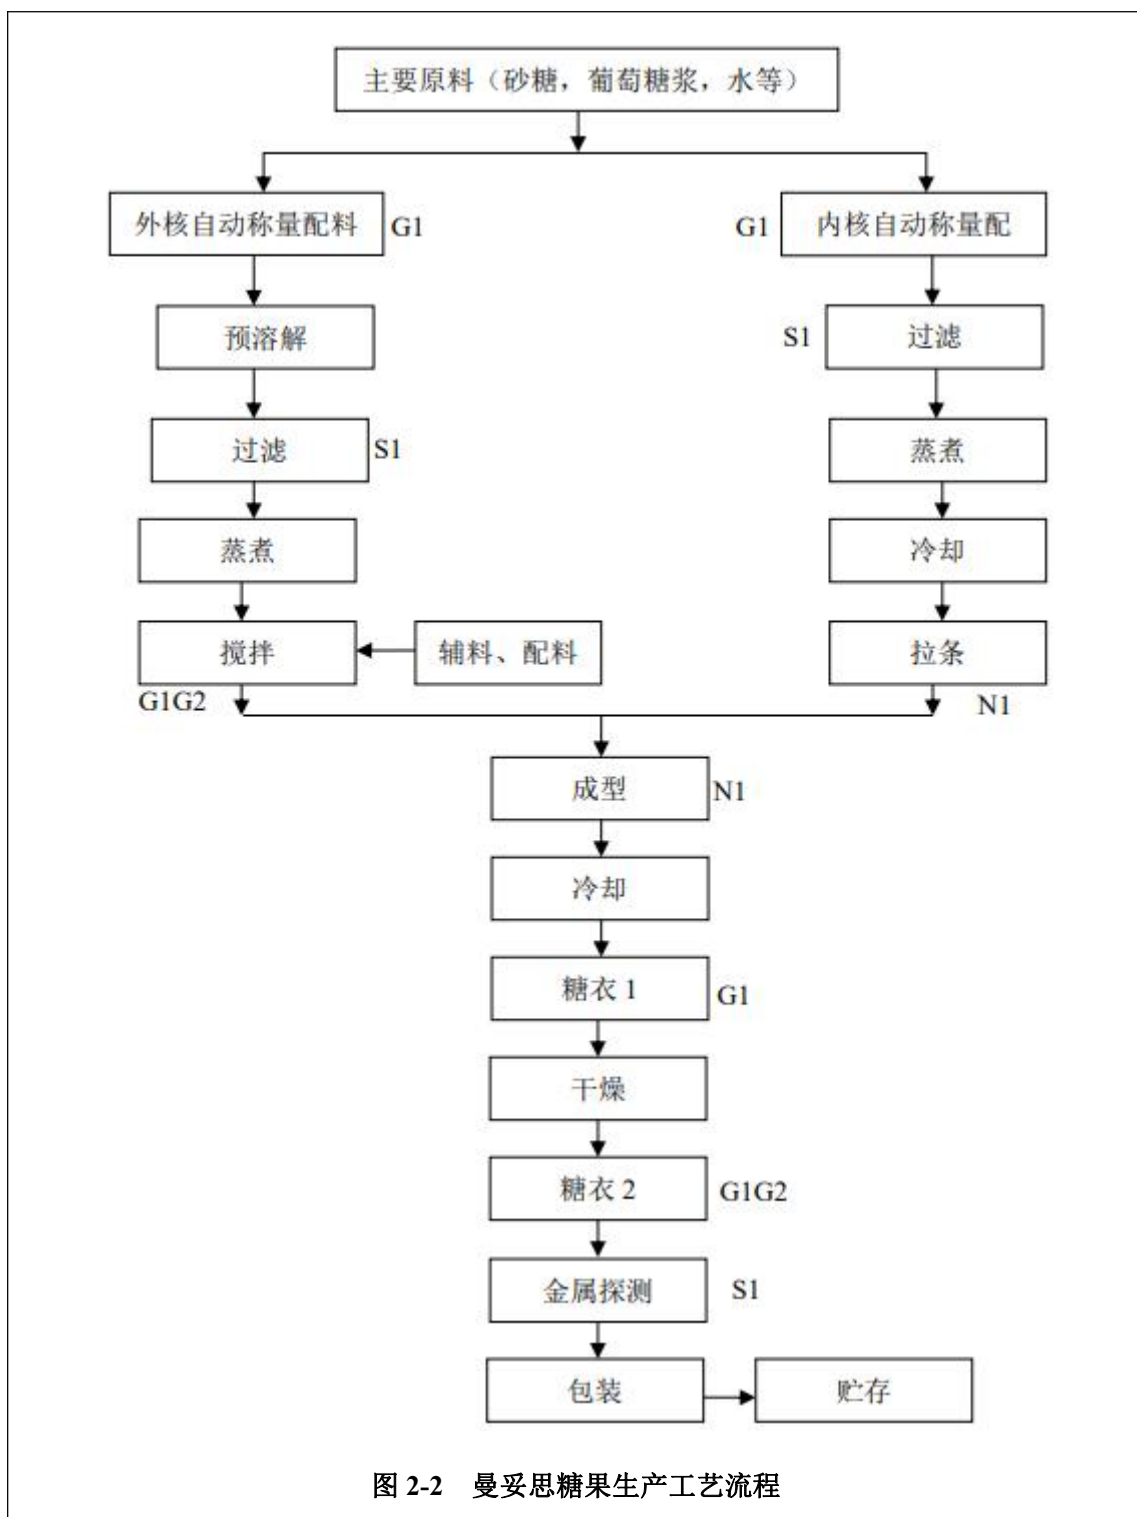 主要原料（砂糖，葡萄糖浆，水等）
外核自动称量配料 G1
G1 内核自动称量配
预溶解
S1 过滤
过滤 S1
蒸煮
蒸煮
冷却
搅拌
辅料、配料
拉条
G1G2
N1
成型 N1
冷却
糖衣 1 G1
干燥
糖衣 2 G1G2
金属探测 S1
包装
贮存
图 2-2 曼妥思糖果生产工艺流程